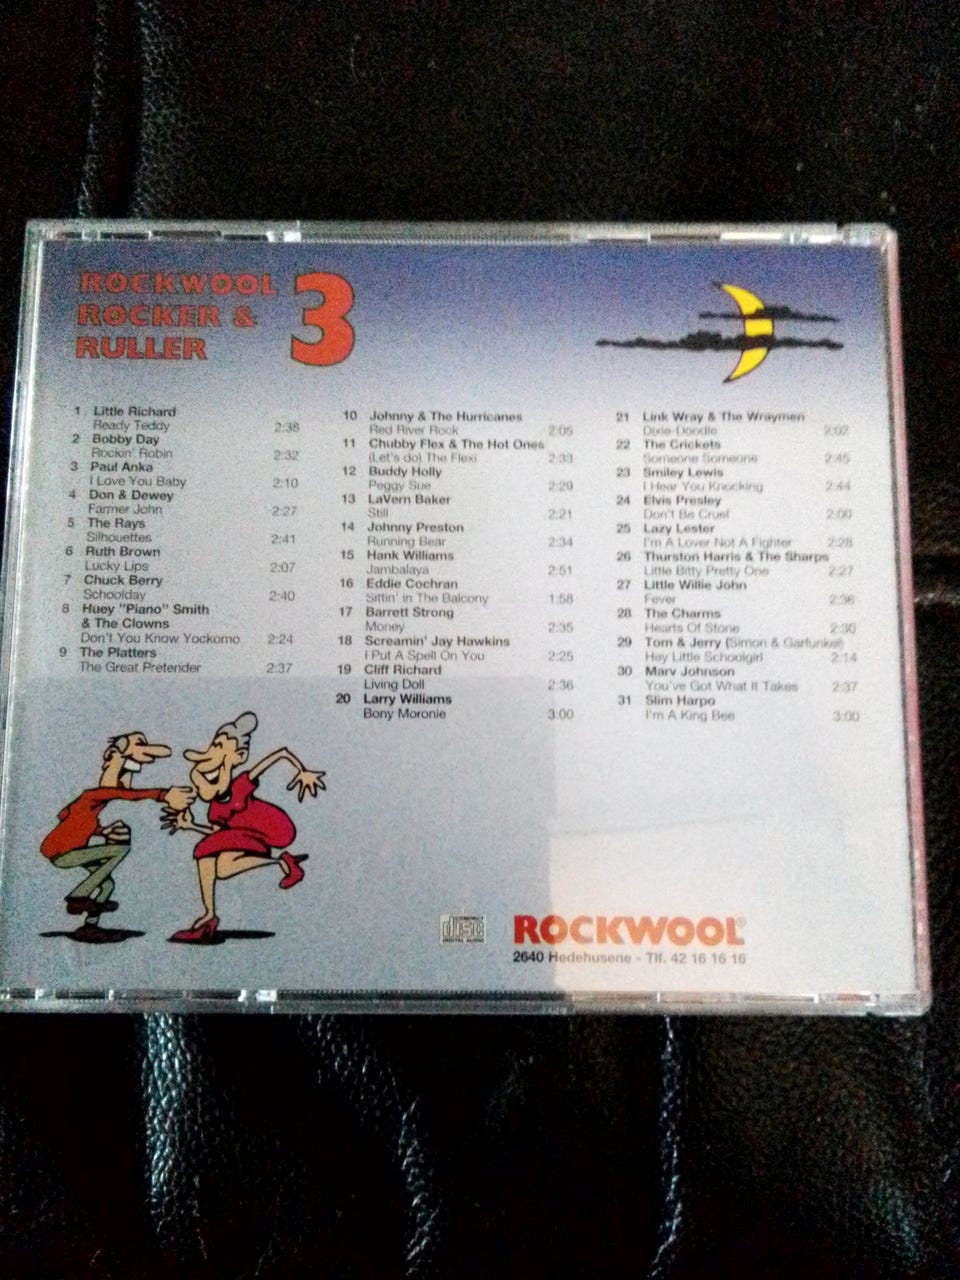 ROCKWOOL
ROCKER &
RULLER
3
1 Little Richard
Ready Teddy 2:38
2 Bobby Day
Rockin' Robin 2:32
3 Paul Anka
I Love You Baby 2:10
4 Don & Dewey
Farmer John 2:27
5 The Rays
Silhouettes 2:41
6 Ruth Brown
Lucky Lips 2:07
7 Chuck Berry
Schoolday 2:40
8 Huey "Piano" Smith
& The Clowns
Don't You Know Yockomo 2:24
9 The Platters
The Great Pretender 2:37
10 Johnny & The Hurricanes
Red River Rock 2:05
11 Chubby Flex & The Hot Ones
(Let's do) The Flexi 2:33
12 Buddy Holly
Peggy Sue 2:29
13 LaVern Baker
Still 2:21
14 Johnny Preston
Running Bear 2:34
15 Hank Williams
Jambalaya 2:51
16 Eddie Cochran
Sittin' in The Balcony 1:58
17 Barrett Strong
Money 2:35
18 Screamin' Jay Hawkins
I Put A Spell On You 2:25
19 Cliff Richard
Living Doll 2:36
20 Larry Williams
Bony Moronie 3:00
21 Link Wray & The Wraymen
Dixie-Doodle 2:02
22 The Crickets
Someone Someone 2:45
23 Smiley Lewis
I Hear You Knocking 2:44
24 Elvis Presley
Don't Be Cruel 2:00
25 Lazy Lester
I'm A Lover Not A Fighter 2:28
26 Thurston Harris & The Sharps
Little Bitty Pretty One 2:27
27 Little Willie John
Fever 2:36
28 The Charms
Hearts Of Stone 2:30
29 Tom & Jerry (Simon & Garfunkel)
Hey Little Schoolgirl 2:14
30 Marv Johnson
You've Got What It Takes 2:37
31 Slim Harpo
I'm A King Bee 3:00
COMPACT
disc
DIGITAL AUDIO
ROCKWOOL®
2640 Hedehusene - Tlf. 42 16 16 16